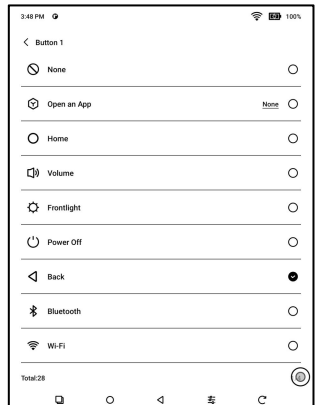 3:48 PM 100%
Button 1
None
Open an App None
Home
Volume
Frontlight
Power Off
Back
Bluetooth
Wi-Fi
Total:28